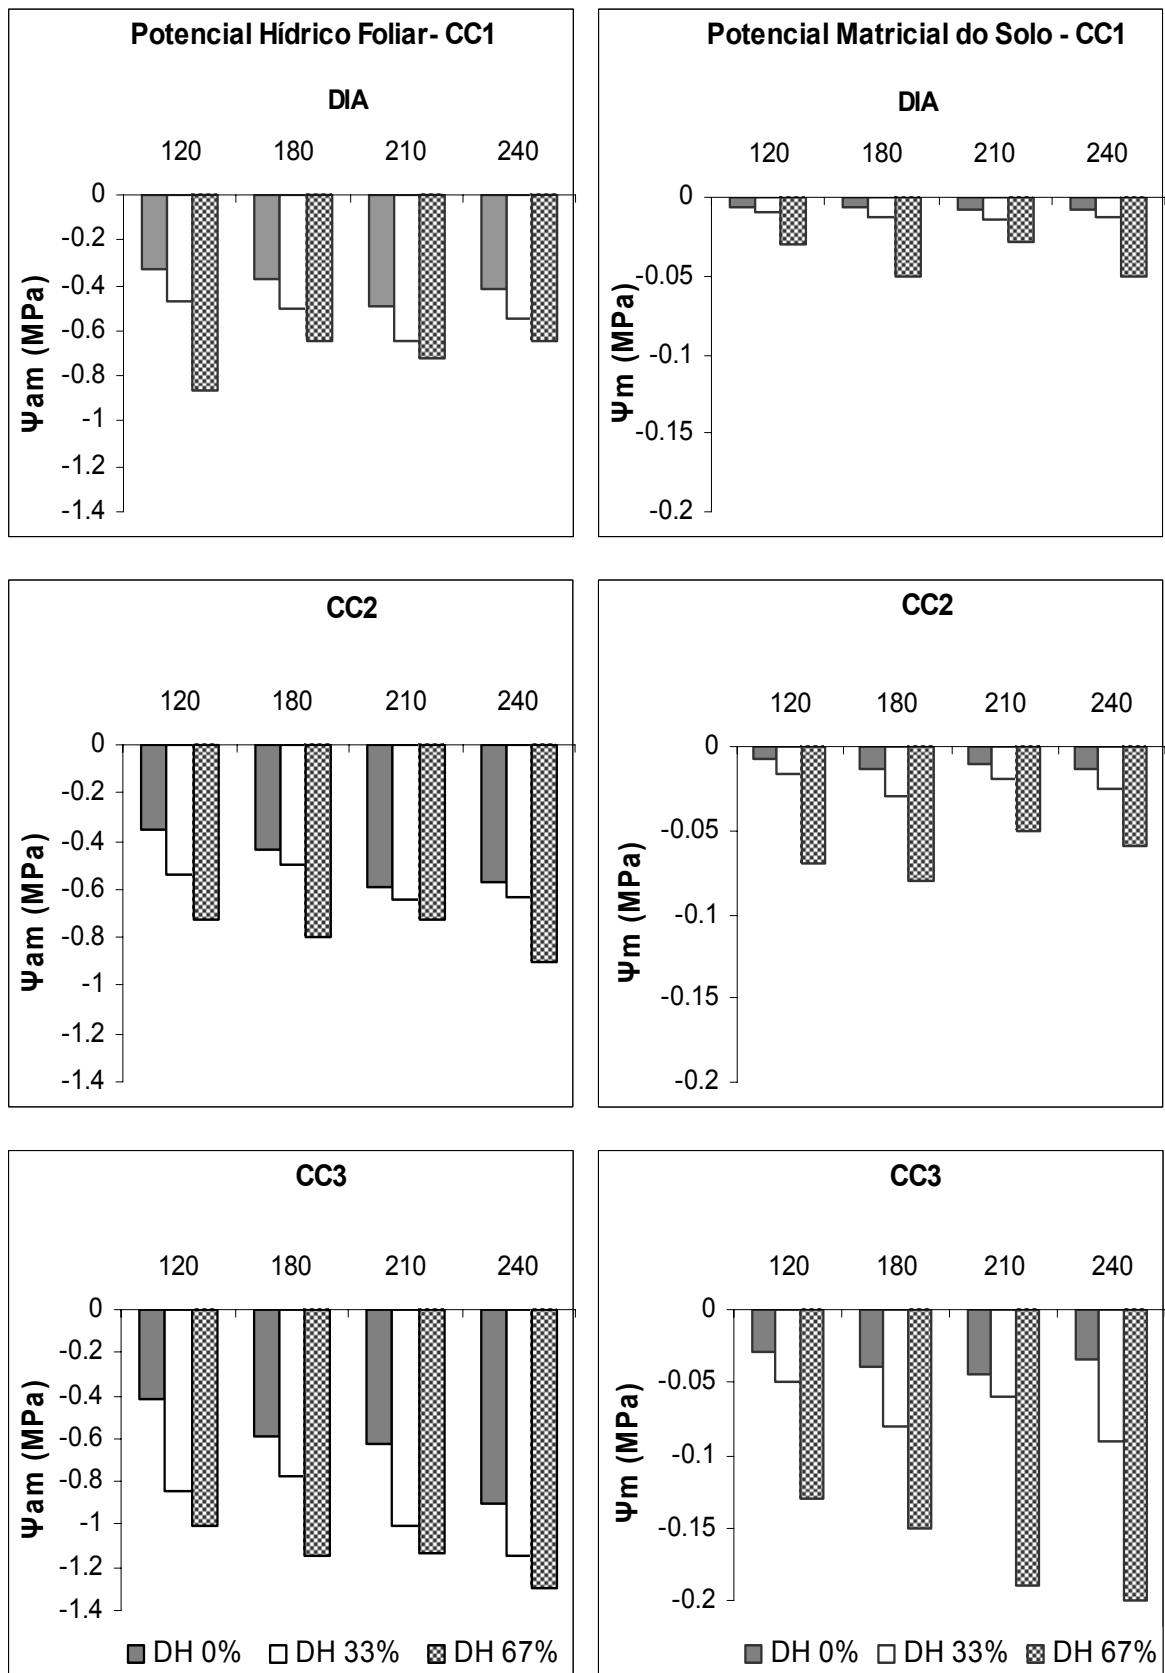 Potencial Hídrico Foliar- CC1
DIA
120 180 210 240
0
-0.2
-0.4
-0.6
-0.8
-1
-1.2
-1.4
Ψam (MPa)
Potencial Matricial do Solo - CC1
DIA
120 180 210 240
0
-0.05
-0.1
-0.15
-0.2
Ψm (MPa)
CC2
120 180 210 240
0
-0.2
-0.4
-0.6
-0.8
-1
-1.2
-1.4
Ψam (MPa)
CC2
120 180 210 240
0
-0.05
-0.1
-0.15
-0.2
Ψm (MPa)
CC3
120 180 210 240
0
-0.2
-0.4
-0.6
-0.8
-1
-1.2
-1.4
Ψam (MPa)
DH 0% DH 33% DH 67%
CC3
120 180 210 240
0
-0.05
-0.1
-0.15
-0.2
Ψm (MPa)
DH 0% DH 33% DH 67%